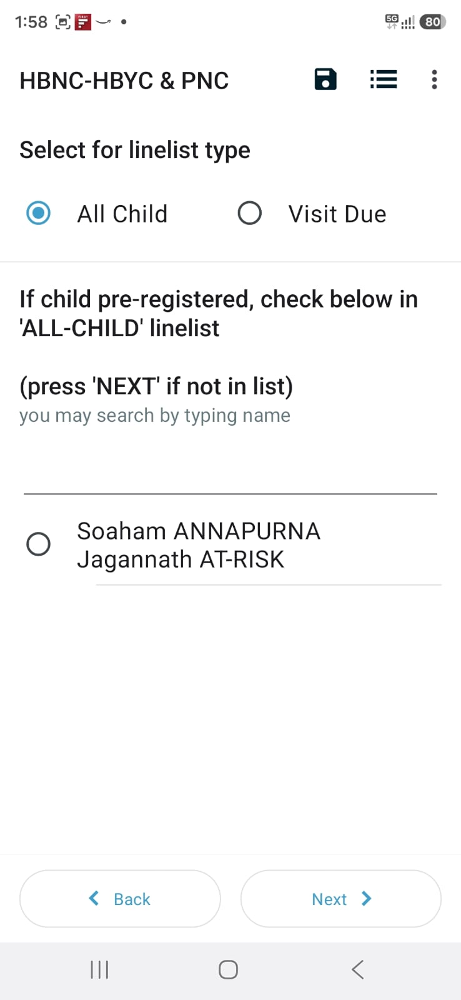 1:58
FIRST
5G
80
HBNC-HBYC & PNC
Select for linelist type
All Child
Visit Due
If child pre-registered, check below in
'ALL-CHILD' linelist
(press 'NEXT' if not in list)
you may search by typing name
Soaham ANNAPURNA
Jagannath AT-RISK
Back
Next